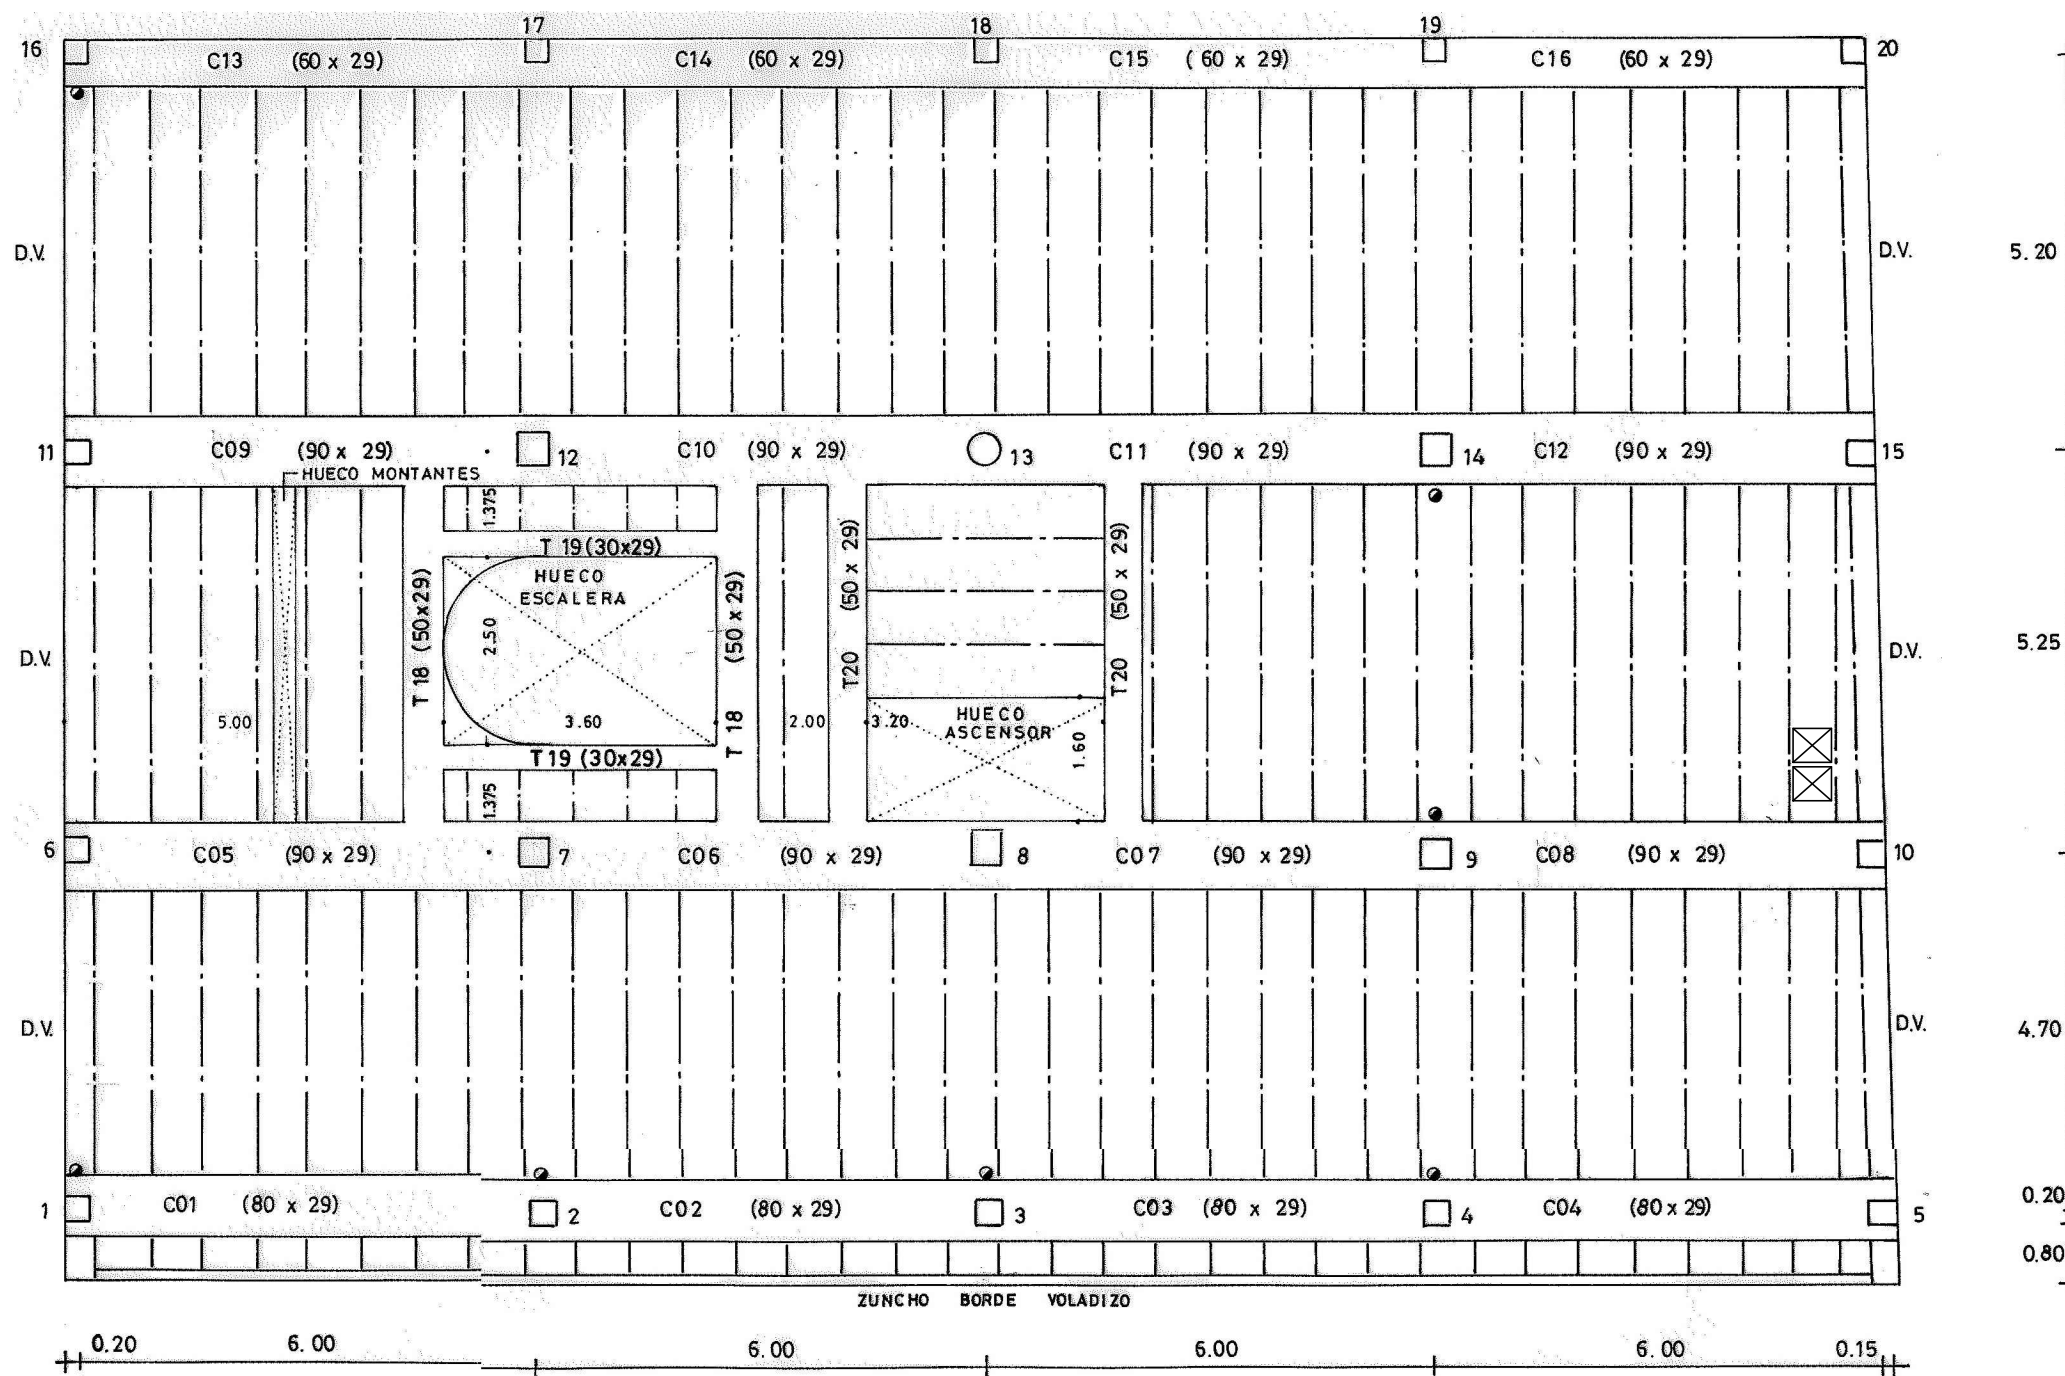 17 18 19
16 C13 (60 x 29) C14 (60 x 29) C15 (60 x 29) C16 (60 x 29) 20
D.V. D.V. 5.20
11 C09 (90 x 29) 12 C10 (90 x 29) 13 C11 (90 x 29) 14 C12 (90 x 29) 15
HUECO MONTANTES
1.375
T 19 (30x29)
HUECO
ESCALERA
T 18 (50x29)
2.50
3.60
T 18 (50 x 29)
T 19 (30x29)
1.375
D.V. 5.00 2.00
T20 (50 x 29)
3.20
HUECO
ASCENSOR
1.60
T20 (50 x 29)
D.V. 5.25
6 C05 (90 x 29) 7 C06 (90 x 29) 8 C07 (90 x 29) 9 C08 (90 x 29) 10
D.V. D.V. 4.70
1 C01 (80 x 29) 2 C02 (80 x 29) 3 C03 (80 x 29) 4 C04 (80 x 29) 5
0.20
0.80
ZUNCHO BORDE VOLADIZO
0.20 6.00 6.00 6.00 6.00 0.15